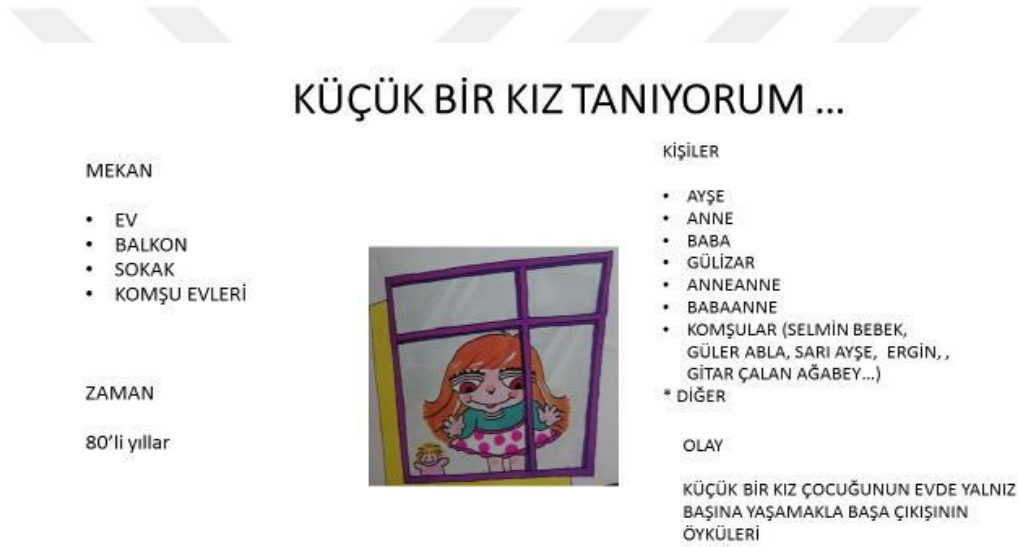 KÜÇÜK BİR KIZ TANIYORUM ...
MEKAN
• EV
• BALKON
• SOKAK
• KOMŞU EVLERİ
ZAMAN
80'li yıllar
KİŞİLER
• AYŞE
• ANNE
• BABA
• GÜLİZAR
• ANNEANNE
• BABAANNE
• KOMŞULAR (SELMİN BEBEK,
GÜLER ABLA, SARI AYŞE, ERGİN, ,
GİTAR ÇALAN AĞABEY...)
* DİĞER
OLAY
KÜÇÜK BİR KIZ ÇOCUĞUNUN EVDE YALNIZ
BAŞINA YAŞAMAKLA BAŞA ÇIKIŞININ
ÖYKÜLERİ